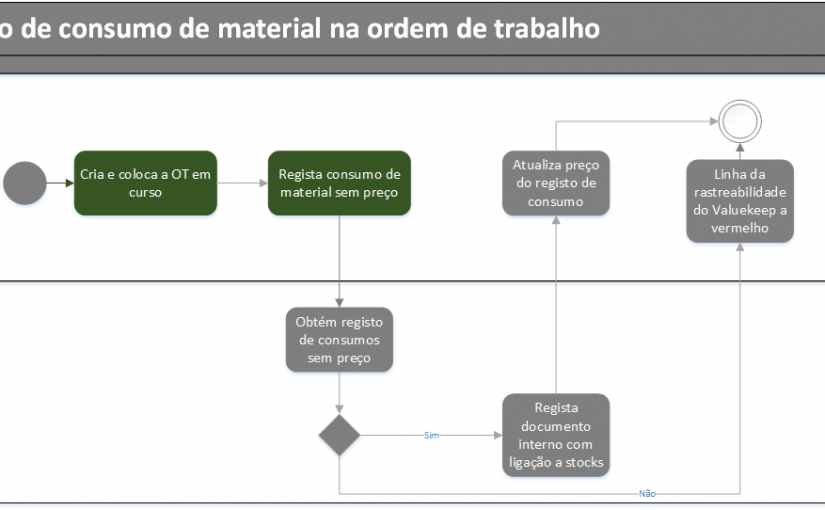 o de consumo de material na ordem de trabalho
Cria e coloca a OT em
curso
Regista consumo de
material sem preço
Atualiza preço
do registo de
consumo
Linha da
rastreabilidade
do Valuekeep a
vermelho
Obtém registo
de consumos
sem preço
Sim
Regista
documento
interno com
ligação a stocks
Não